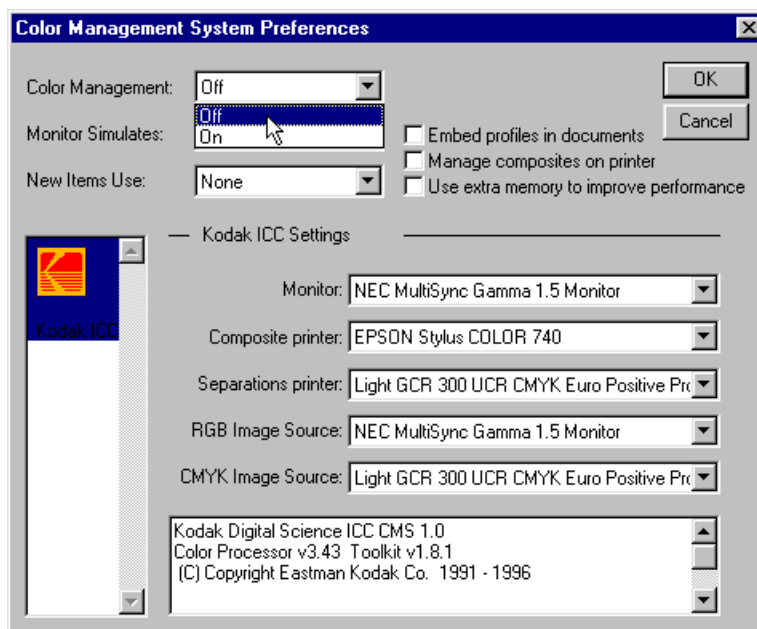 Color Management System Preferences
Color Management: Off
OK
Off
On
Cancel
Monitor Simulates:
Embed profiles in documents
Manage composites on printer
New Items Use: None
Use extra memory to improve performance
Kodak ICC Settings
Kodak ICC
Monitor: NEC MultiSync Gamma 1.5 Monitor
Composite printer: EPSON Stylus COLOR 740
Separations printer: Light GCR 300 UCR CMYK Euro Positive Pr
RGB Image Source: NEC MultiSync Gamma 1.5 Monitor
CMYK Image Source: Light GCR 300 UCR CMYK Euro Positive Pr
Kodak Digital Science ICC CMS 1.0
Color Processor v3.43 Toolkit v1.8.1
(C) Copyright Eastman Kodak Co. 1991 - 1996